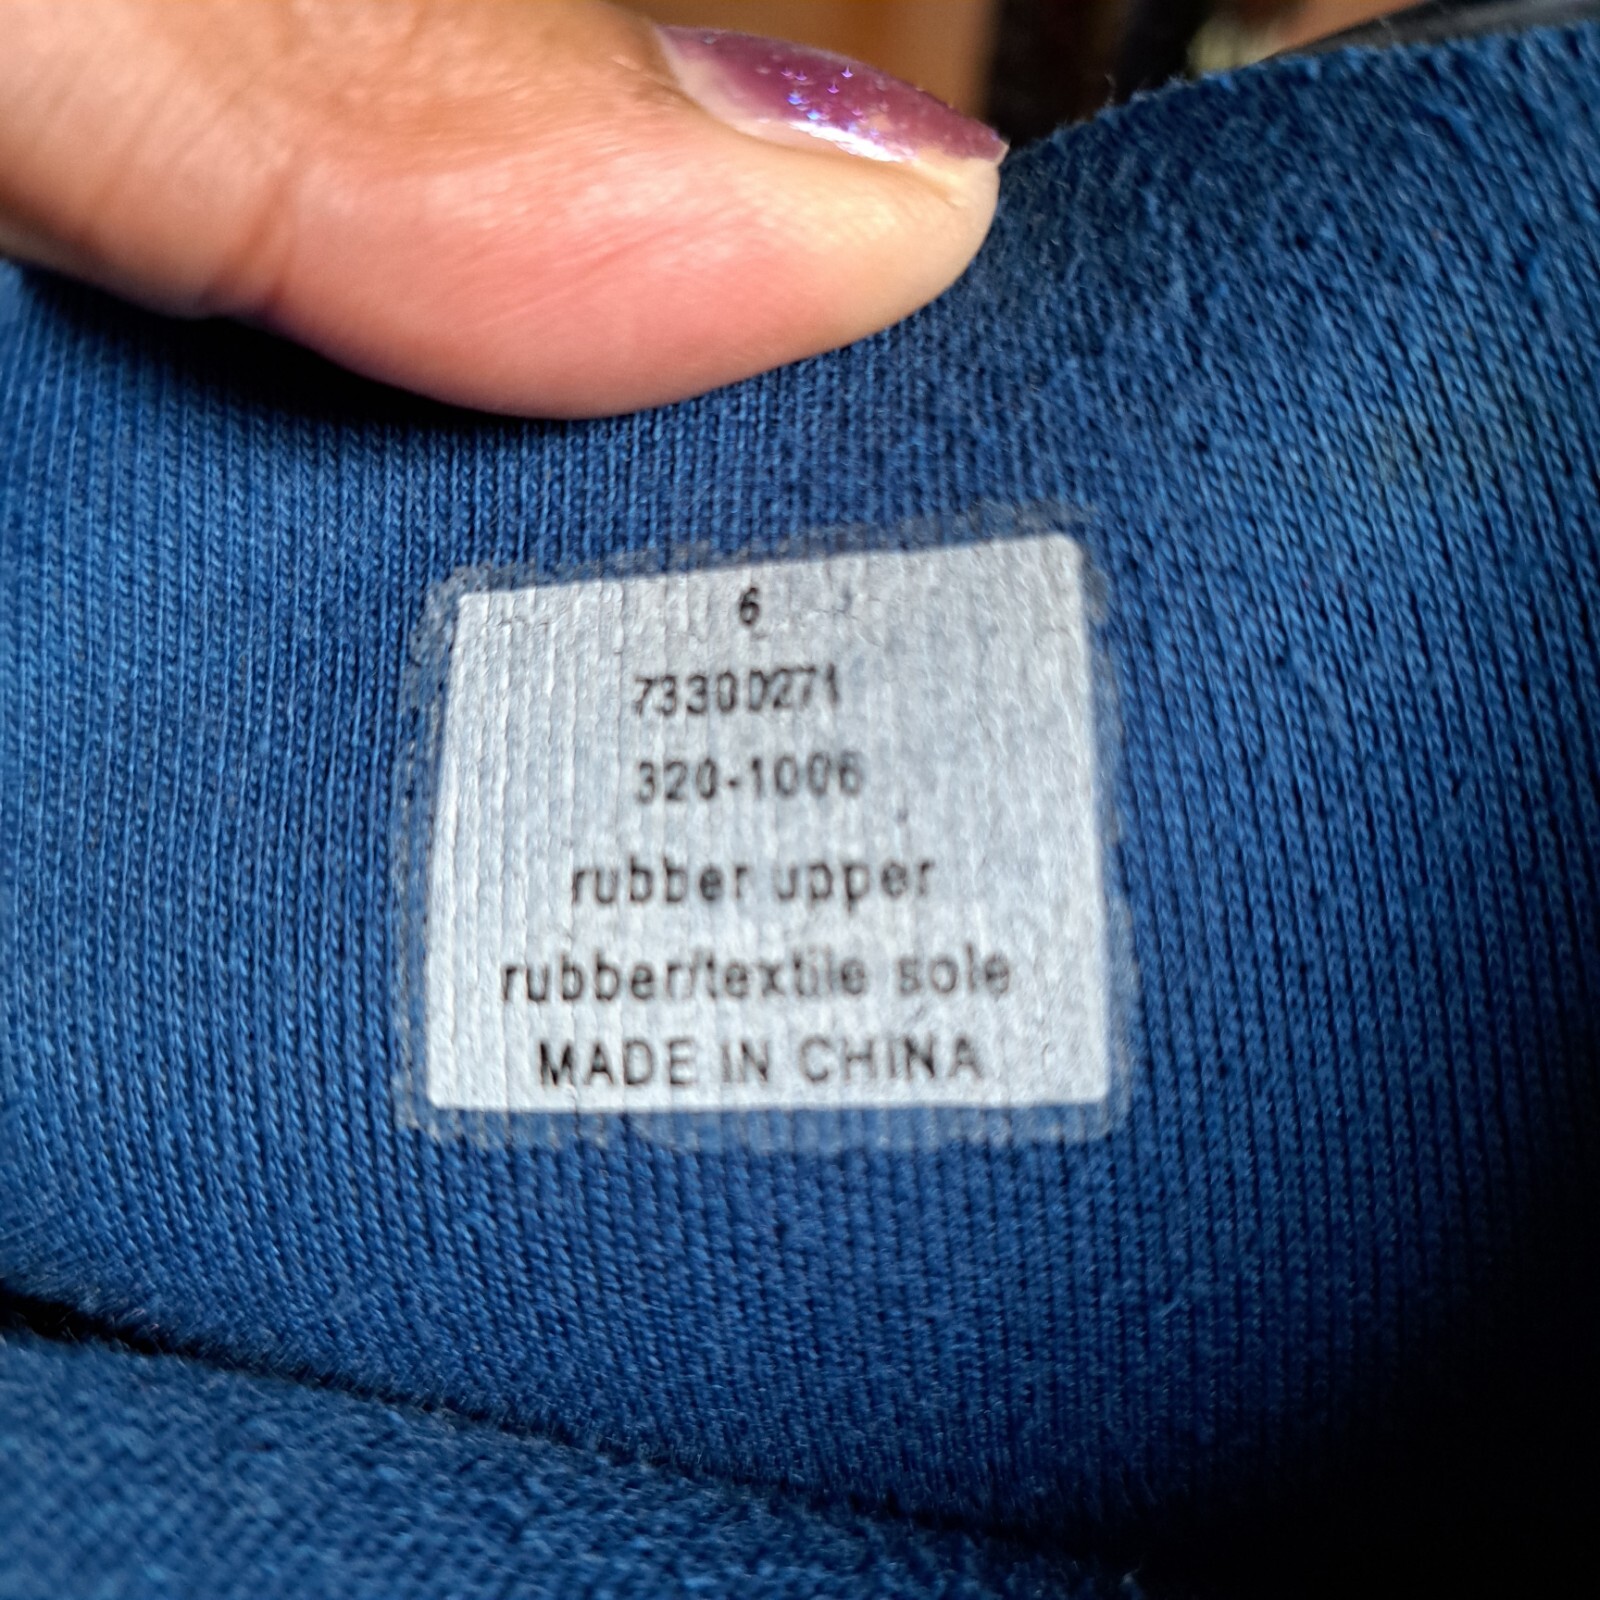 6
73300271
320-1006
rubber upper
rubber/textile sole
MADE IN CHINA